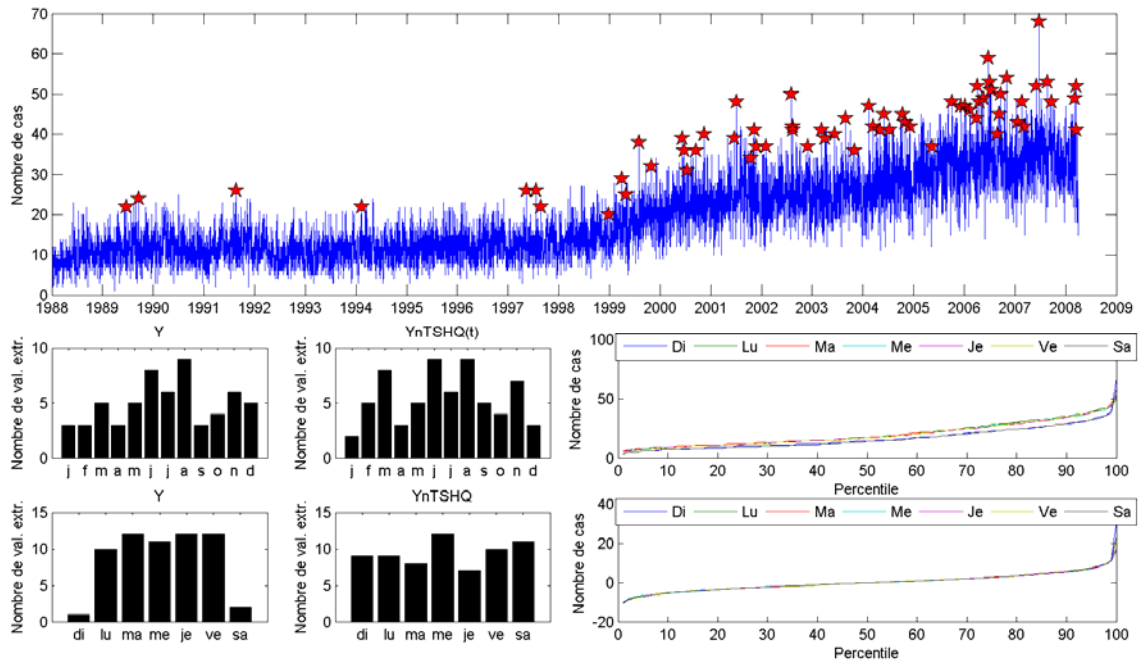 70
60
50
40
30
20
10
0
Nombre de cas
1988 1989 1990 1991 1992 1993 1994 1995 1996 1997 1998 1999 2000 2001 2002 2003 2004 2005 2006 2007 2008 2009
Y
10
5
0
Nombre de val. extr.
j f m a m j j a s o n d
YnTSHQ(t)
10
5
0
Nombre de val. extr.
j f m a m j j a s o n d
100
50
0
Nombre de cas
Di Lu Ma Me Je Ve Sa
0 10 20 30 40 50 60 70 80 90 100
Percentile
Y
15
10
5
0
Nombre de val. extr.
di lu ma me je ve sa
YnTSHQ
15
10
5
0
Nombre de val. extr.
di lu ma me je ve sa
40
20
0
-20
Nombre de cas
Di Lu Ma Me Je Ve Sa
0 10 20 30 40 50 60 70 80 90 100
Percentile